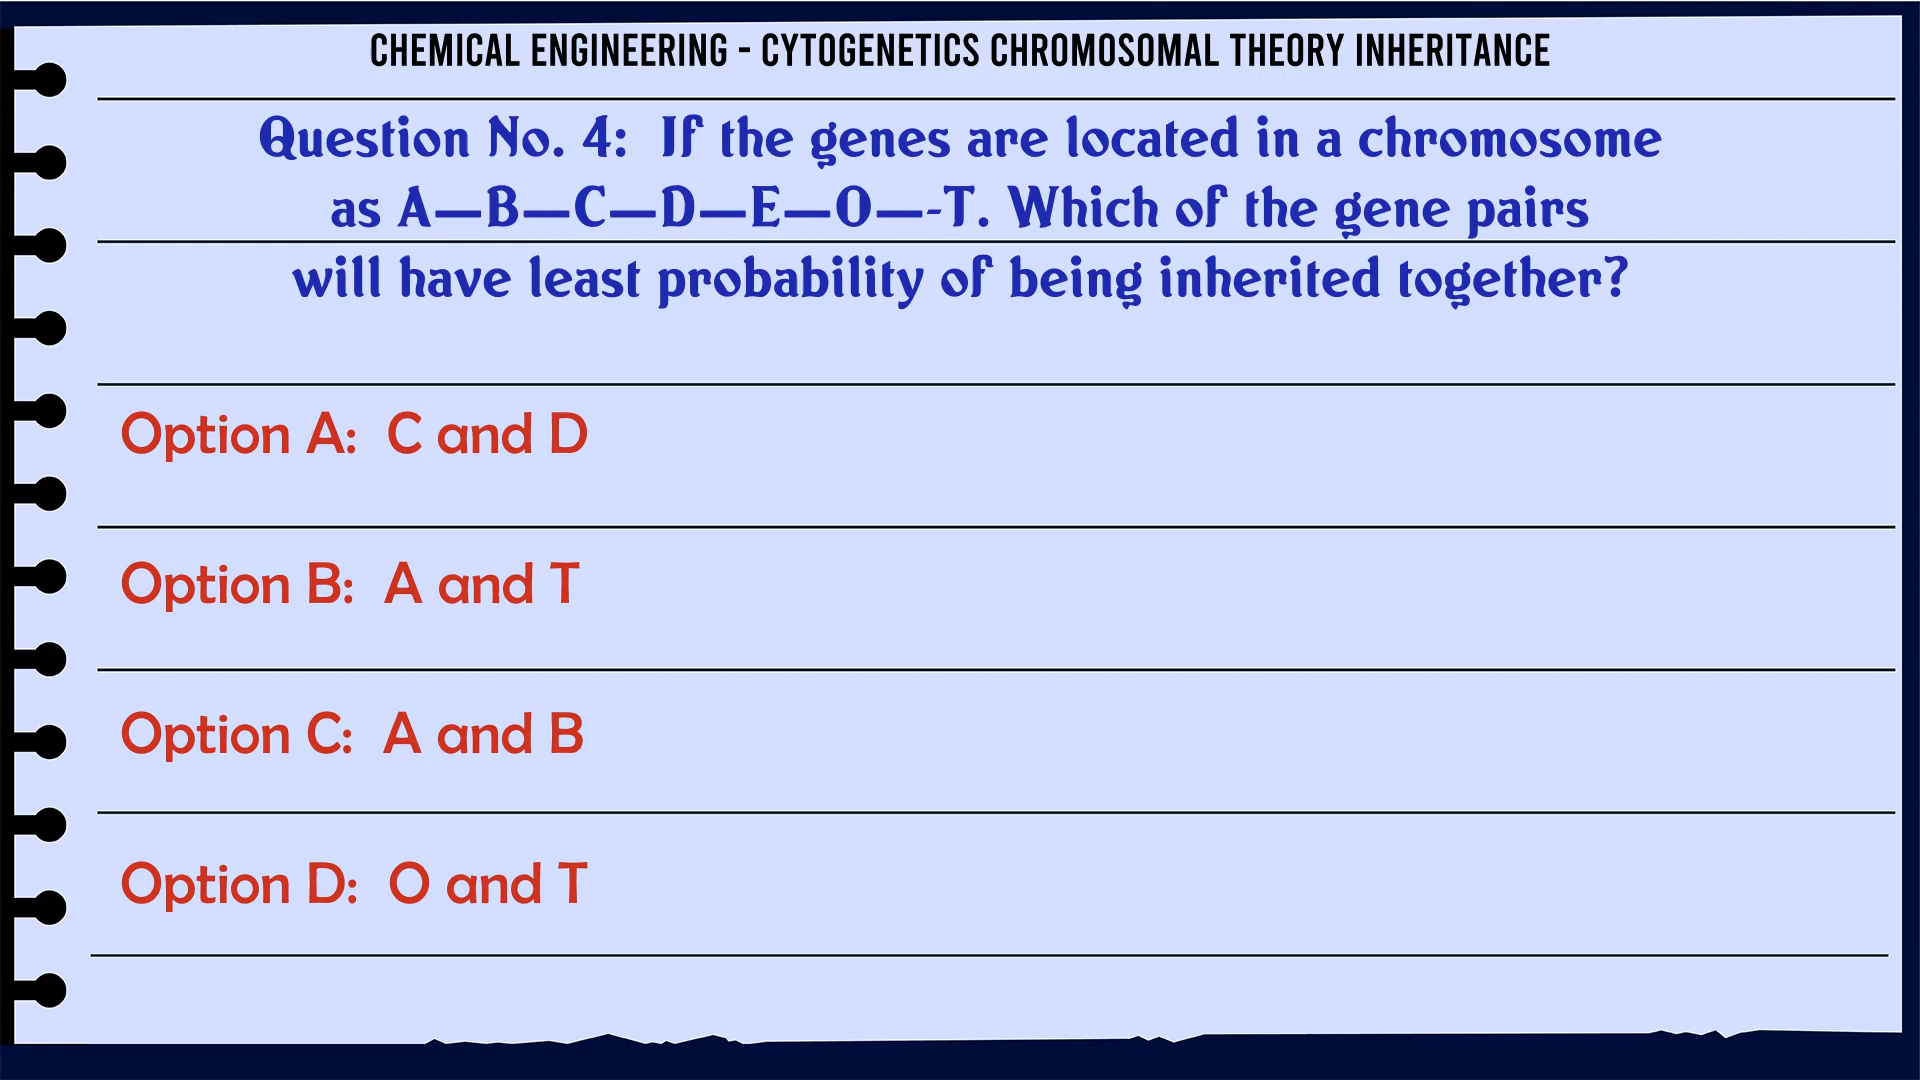 CHEMICAL ENGINEERING - CYTOGENETICS CHROMOSOMAL THEORY INHERITANCE
Question No. 4:  If the genes are located in a chromosome
as A—B—C—D—E—O—-T. Which of the gene pairs
will have least probability of being inherited together?
Option A:  C and D
Option B:  A and T
Option C:  A and B
Option D:  O and T